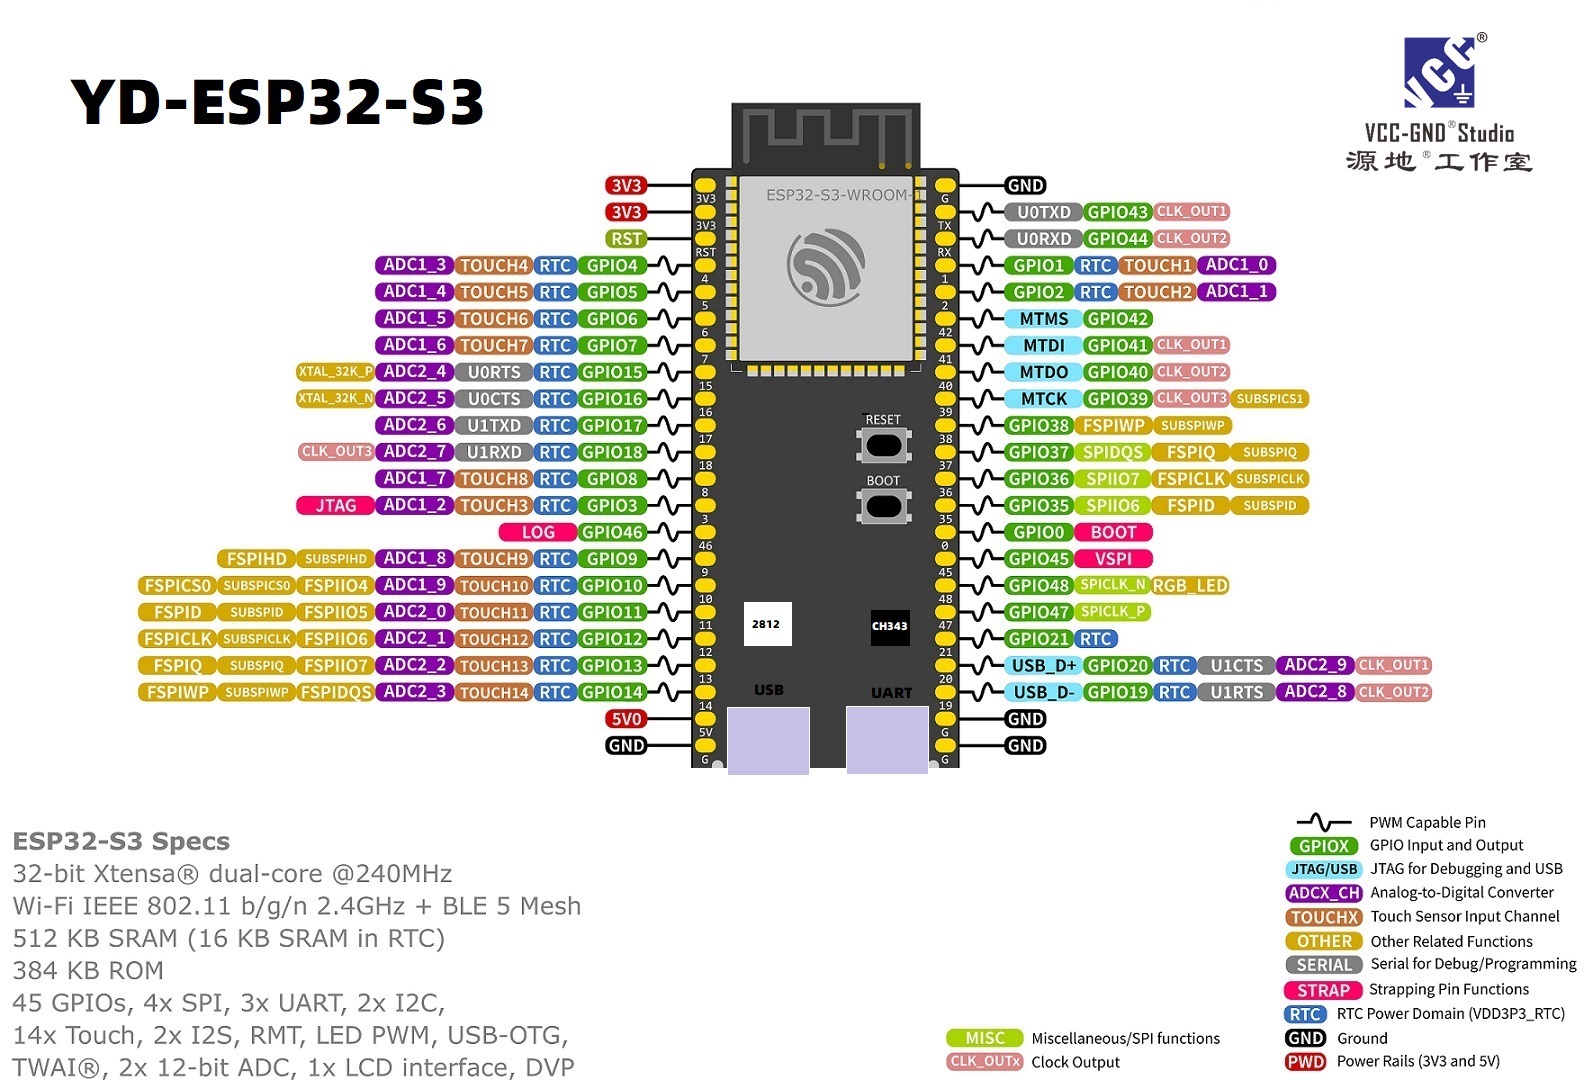 YD-ESP32-S3
VCC
®
VCC-GND®Studio
源地®工作室
ESP32-S3-WROOM-1
3V3 3V3 G GND
3V3 3V3 TX U0TXD GPIO43 CLK_OUT1
RST RST RX U0RXD GPIO44 CLK_OUT2
ADC1_3 TOUCH4 RTC GPIO4 4 1 GPIO1 RTC TOUCH1 ADC1_0
ADC1_4 TOUCH5 RTC GPIO5 5 2 GPIO2 RTC TOUCH2 ADC1_1
ADC1_5 TOUCH6 RTC GPIO6 6 42 MTMS GPIO42
ADC1_6 TOUCH7 RTC GPIO7 7 41 MTDI GPIO41 CLK_OUT1
XTAL_32K_P ADC2_4 U0RTS RTC GPIO15 15 40 MTDO GPIO40 CLK_OUT2
XTAL_32K_N ADC2_5 U0CTS RTC GPIO16 16 39 MTCK GPIO39 CLK_OUT3 SUBSPICS1
ADC2_6 U1TXD RTC GPIO17 17 38 GPIO38 FSPIWP SUBSPIWP
CLK_OUT3 ADC2_7 U1RXD RTC GPIO18 18 37 GPIO37 SPIDQS FSPIQ SUBSPIQ
ADC1_7 TOUCH8 RTC GPIO8 8 36 GPIO36 SPIIO7 FSPICLK SUBSPICLK
JTAG ADC1_2 TOUCH3 RTC GPIO3 3 35 GPIO35 SPIIO6 FSPID SUBSPID
LOG GPIO46 46 0 GPIO0 BOOT
FSPIHD SUBSPIHD ADC1_8 TOUCH9 RTC GPIO9 9 45 GPIO45 VSPI
FSPICS0 SUBSPICS0 FSPIIO4 ADC1_9 TOUCH10 RTC GPIO10 10 48 GPIO48 SPICLK_N RGB_LED
FSPID SUBSPID FSPIIO5 ADC2_0 TOUCH11 RTC GPIO11 11 47 GPIO47 SPICLK_P
FSPICLK SUBSPICLK FSPIIO6 ADC2_1 TOUCH12 RTC GPIO12 12 21 GPIO21 RTC
FSPIQ SUBSPIQ FSPIIO7 ADC2_2 TOUCH13 RTC GPIO13 13 20 USB_D+ GPIO20 RTC U1CTS ADC2_9 CLK_OUT1
FSPIWP SUBSPIWP FSPIDQS ADC2_3 TOUCH14 RTC GPIO14 14 19 USB_D- GPIO19 RTC U1RTS ADC2_8 CLK_OUT2
5V0 5V G GND
GND G G GND
RESET
BOOT
2812
CH343
USB
UART
ESP32-S3 Specs
32-bit Xtensa® dual-core @240MHz
Wi-Fi IEEE 802.11 b/g/n 2.4GHz + BLE 5 Mesh
512 KB SRAM (16 KB SRAM in RTC)
384 KB ROM
45 GPIOs, 4x SPI, 3x UART, 2x I2C,
14x Touch, 2x I2S, RMT, LED PWM, USB-OTG,
TWAI®, 2x 12-bit ADC, 1x LCD interface, DVP
MISC Miscellaneous/SPI functions
CLK_OUTx Clock Output
PWM Capable Pin
GPIOX GPIO Input and Output
JTAG/USB JTAG for Debugging and USB
ADCX_CH Analog-to-Digital Converter
TOUCHX Touch Sensor Input Channel
OTHER Other Related Functions
SERIAL Serial for Debug/Programming
STRAP Strapping Pin Functions
RTC RTC Power Domain (VDD3P3_RTC)
GND Ground
PWD Power Rails (3V3 and 5V)